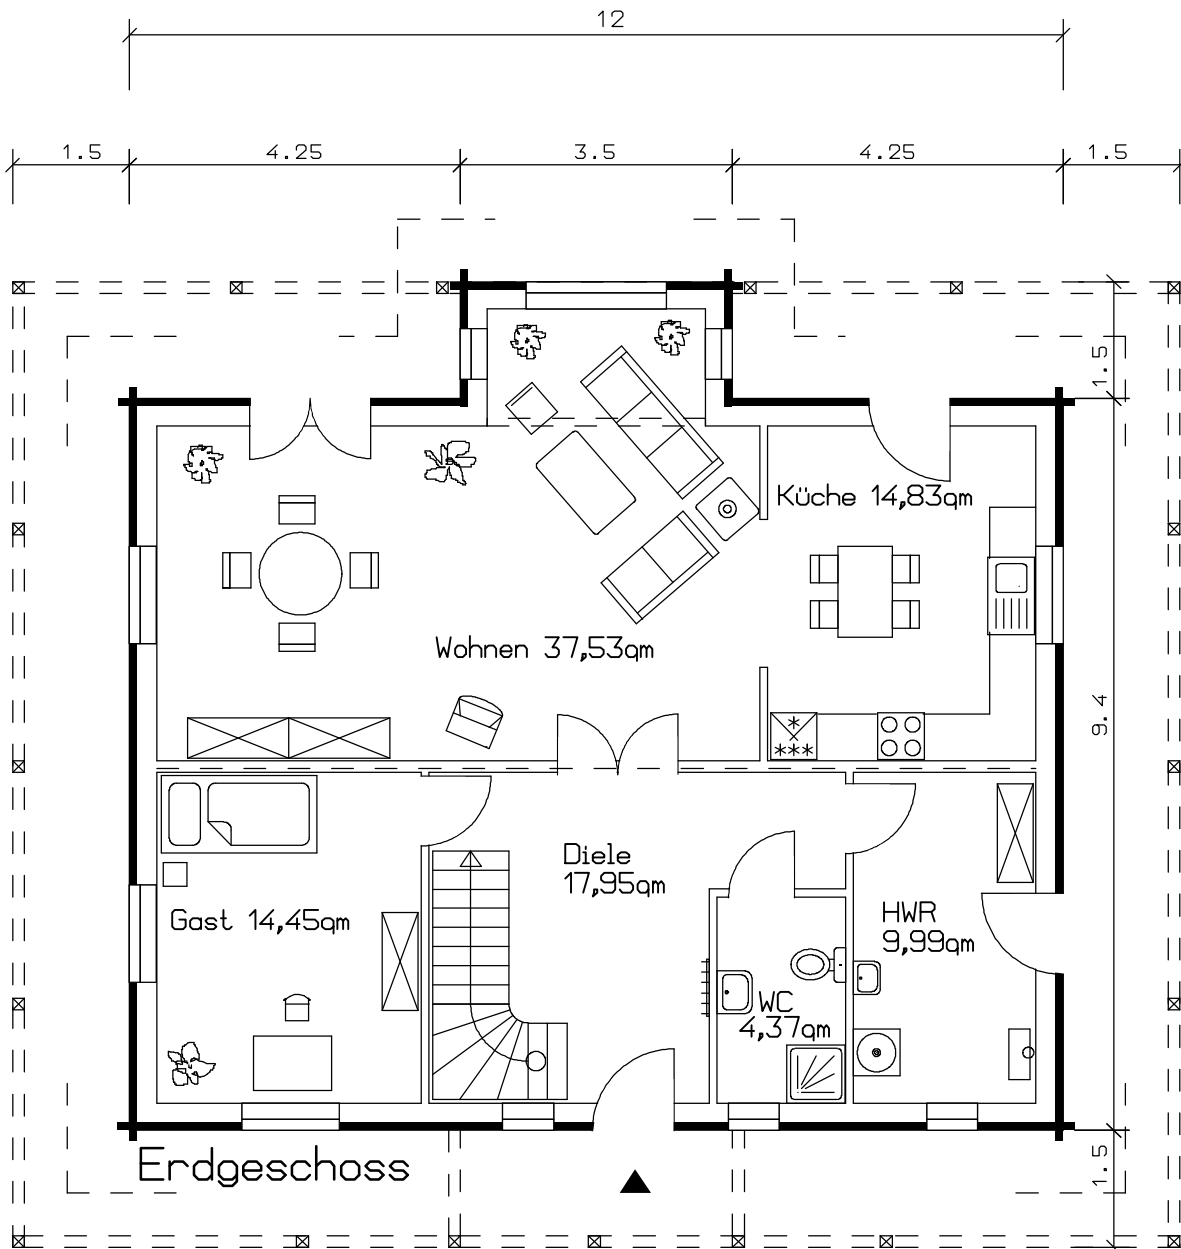 12
1.5 4.25 3.5 4.25 1.5
1.5
Küche 14,83qm
Wohnen 37,53qm
9.4
Diele
17,95qm
Gast 14,45qm
HWR
9,99qm
WC
4,37qm
Erdgeschoss
1.5